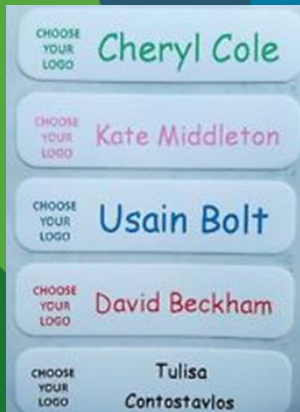 CHOOSE
YOUR
LOGO
Cheryl Cole
CHOOSE
YOUR
LOGO
Kate Middleton
CHOOSE
YOUR
LOGO
Usain Bolt
CHOOSE
YOUR
LOGO
David Beckham
CHOOSE
YOUR
LOGO
Tulisa
Contostavlos